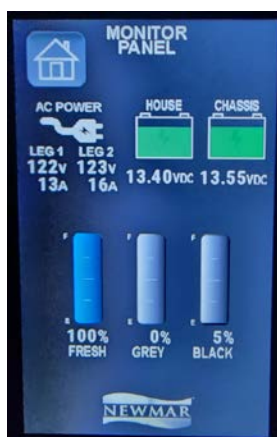 MONITOR
PANEL
AC POWER
HOUSE
CHASSIS
LEG 1 LEG 2
122V 123V
13A 16A
13.40VDC 13.55VDC
F F F
E E E
100% 0% 5%
FRESH GREY BLACK
NEWMAR